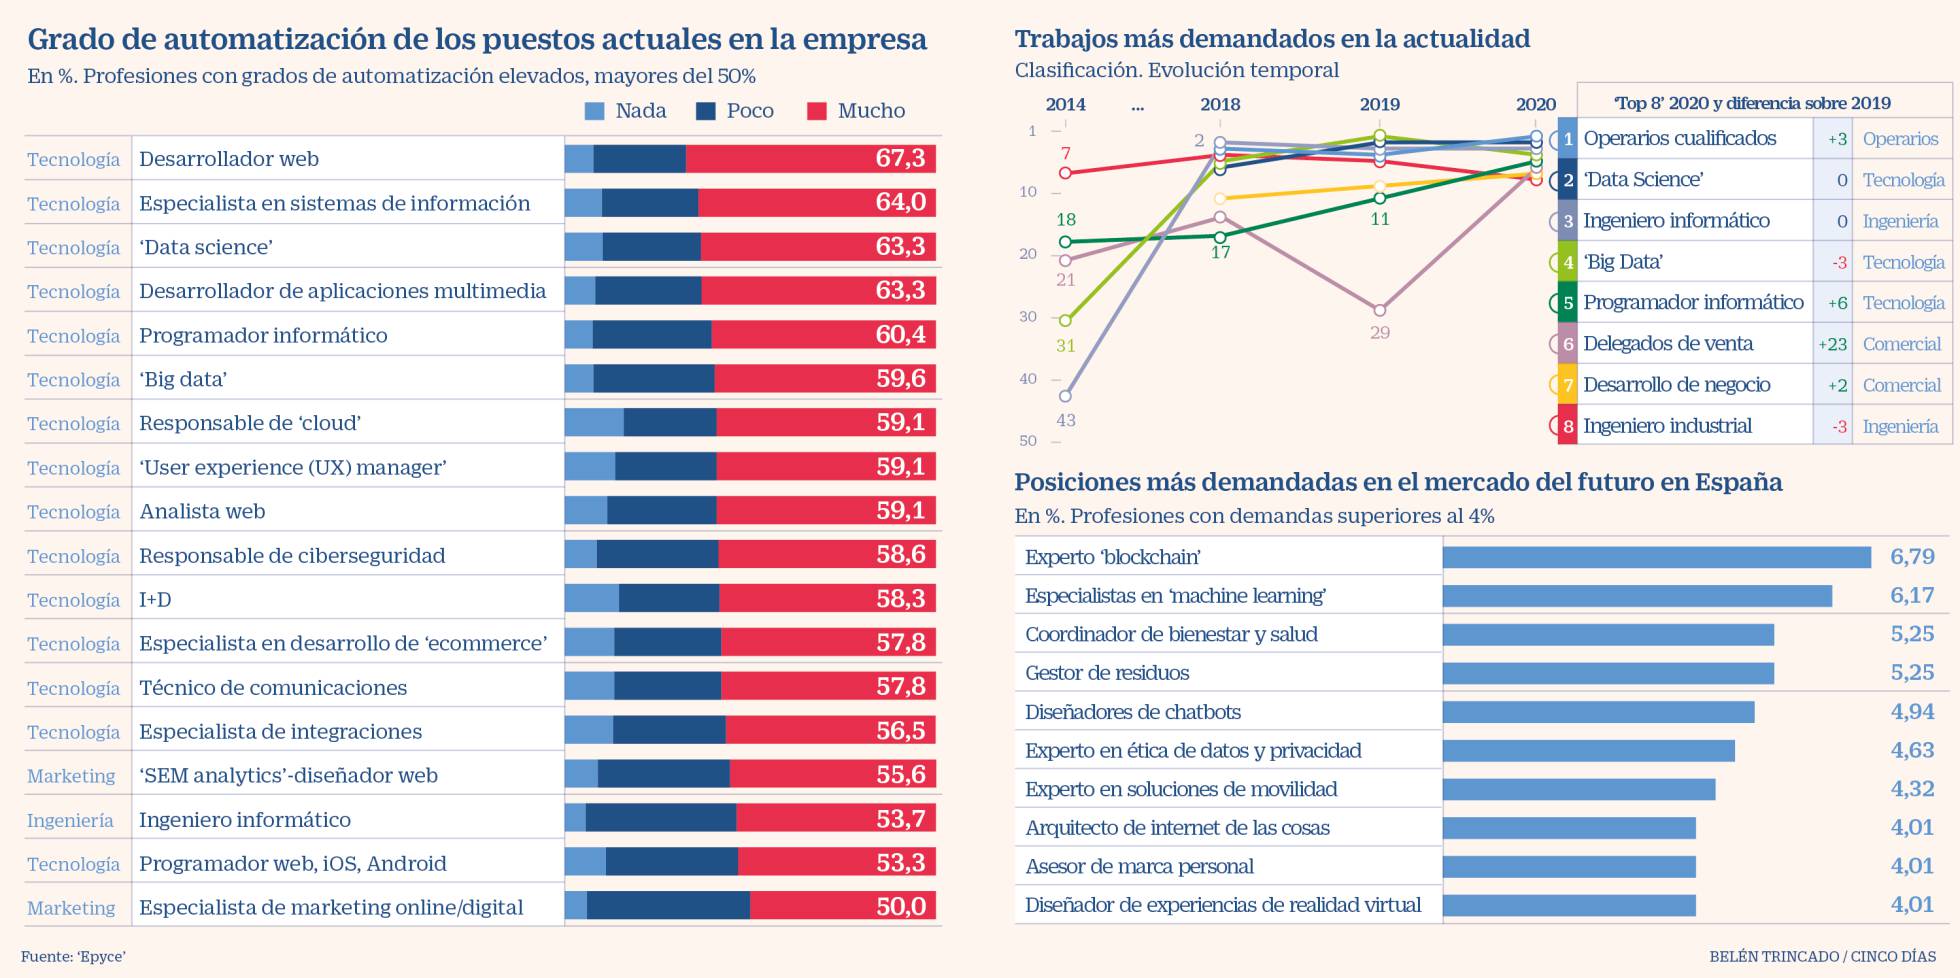 Grado de automatización de los puestos actuales en la empresa
En %. Profesiones con grados de automatización elevados, mayores del 50%
Nada Poco Mucho
Tecnología Desarrollador web 67,3
Tecnología Especialista en sistemas de información 64,0
Tecnología ‘Data science’ 63,3
Tecnología Desarrollador de aplicaciones multimedia 63,3
Tecnología Programador informático 60,4
Tecnología ‘Big data’ 59,6
Tecnología Responsable de ‘cloud’ 59,1
Tecnología ‘User experience (UX) manager’ 59,1
Tecnología Analista web 59,1
Tecnología Responsable de ciberseguridad 58,6
Tecnología I+D 58,3
Tecnología Especialista en desarrollo de ‘ecommerce’ 57,8
Tecnología Técnico de comunicaciones 57,8
Tecnología Especialista de integraciones 56,5
Marketing ‘SEM analytics’-diseñador web 55,6
Ingeniería Ingeniero informático 53,7
Tecnología Programador web, iOS, Android 53,3
Marketing Especialista de marketing online/digital 50,0
Fuente: ‘Epyce’
Trabajos más demandados en la actualidad
Clasificación. Evolución temporal
2014 ... 2018 2019 2020
1
10
20
30
40
50
7
18
21
31
43
2
17
11
29
‘Top 8’ 2020 y diferencia sobre 2019
1 Operarios cualificados +3 Operarios
2 ‘Data Science’ 0 Tecnología
3 Ingeniero informático 0 Ingeniería
4 ‘Big Data’ -3 Tecnología
5 Programador informático +6 Tecnología
6 Delegados de venta +23 Comercial
7 Desarrollo de negocio +2 Comercial
8 Ingeniero industrial -3 Ingeniería
Posiciones más demandadas en el mercado del futuro en España
En %. Profesiones con demandas superiores al 4%
Experto ‘blockchain’ 6,79
Especialistas en ‘machine learning’ 6,17
Coordinador de bienestar y salud 5,25
Gestor de residuos 5,25
Diseñadores de chatbots 4,94
Experto en ética de datos y privacidad 4,63
Experto en soluciones de movilidad 4,32
Arquitecto de internet de las cosas 4,01
Asesor de marca personal 4,01
Diseñador de experiencias de realidad virtual 4,01
BELÉN TRINCADO / CINCO DÍAS